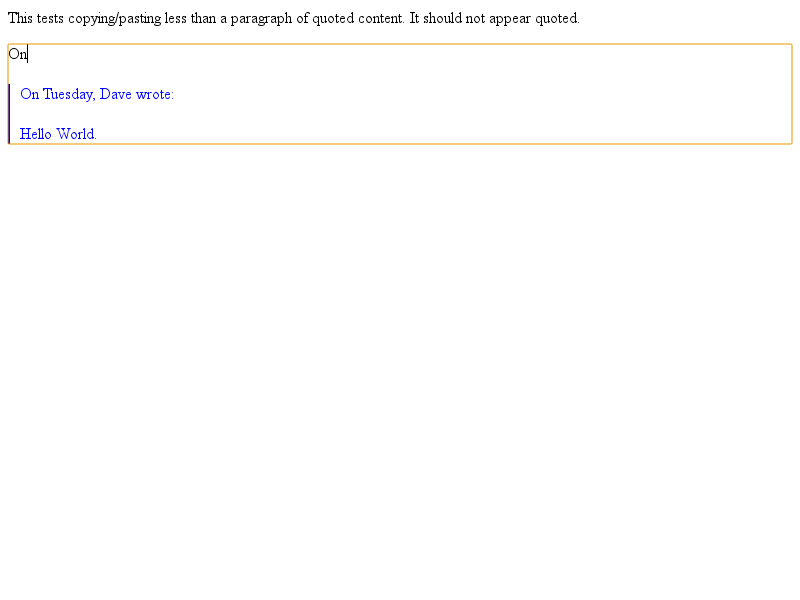 This tests copying/pasting less than a paragraph of quoted content. It should not appear quoted.
On
On Tuesday, Dave wrote:
Hello World.